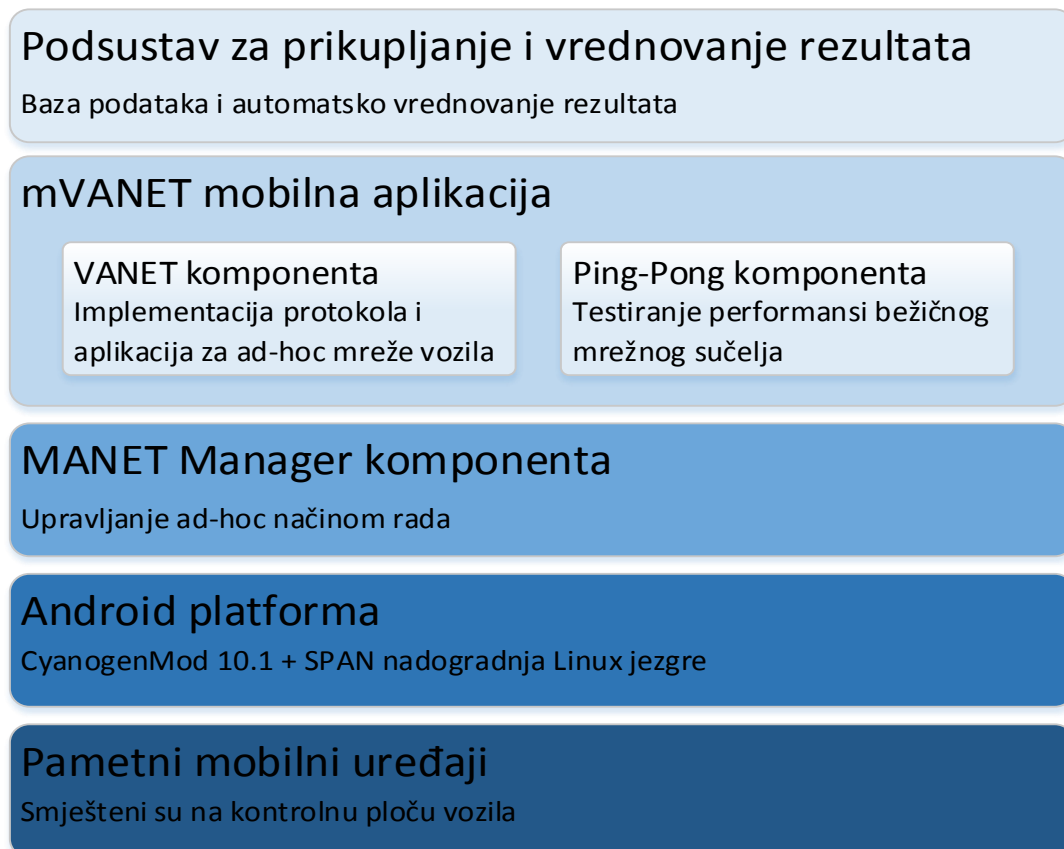 Podsustav za prikupljanje i vrednovanje rezultata
Baza podataka i automatsko vrednovanje rezultata
mVANET mobilna aplikacija
VANET komponenta
Implementacija protokola i
aplikacija za ad-hoc mreže vozila
Ping-Pong komponenta
Testiranje performansi bežičnog
mrežnog sučelja
MANET Manager komponenta
Upravljanje ad-hoc načinom rada
Android platforma
CyanogenMod 10.1 + SPAN nadogradnja Linux jezgre
Pametni mobilni uređaji
Smješteni su na kontrolnu ploču vozila